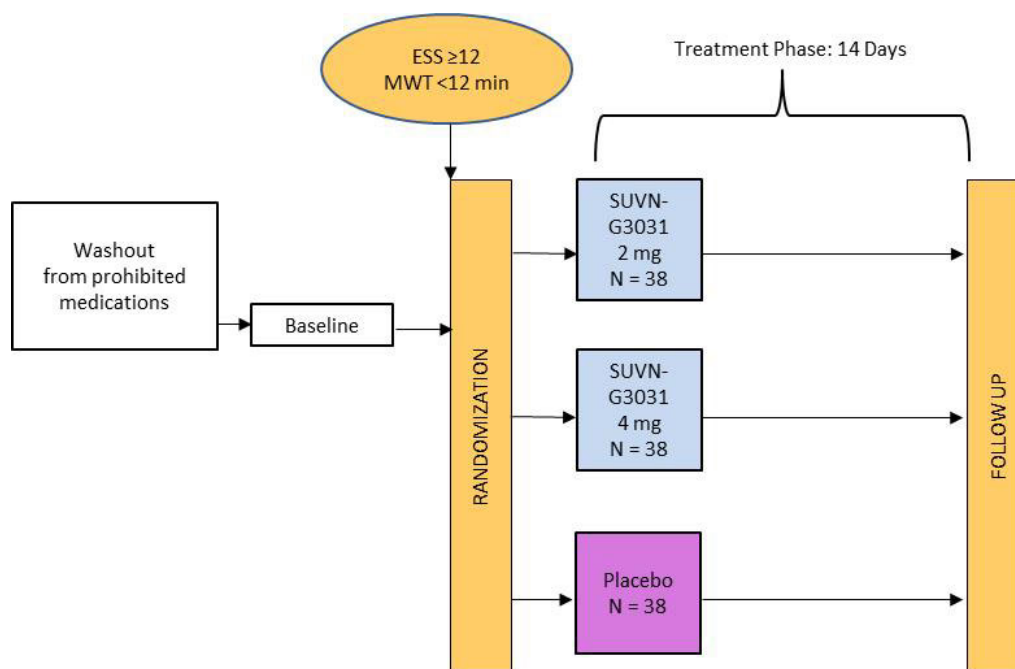 ESS ≥12
MWT <12 min
Treatment Phase: 14 Days
Washout
from prohibited
medications
Baseline
RANDOMIZATION
SUVN-
G3031
2 mg
N = 38
SUVN-
G3031
4 mg
N = 38
Placebo
N = 38
FOLLOW UP